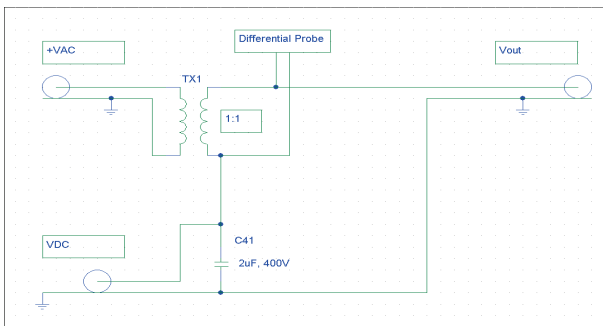 Differential Probe
+VAC
Vout
TX1
1:1
VDC
C41
2uF, 400V